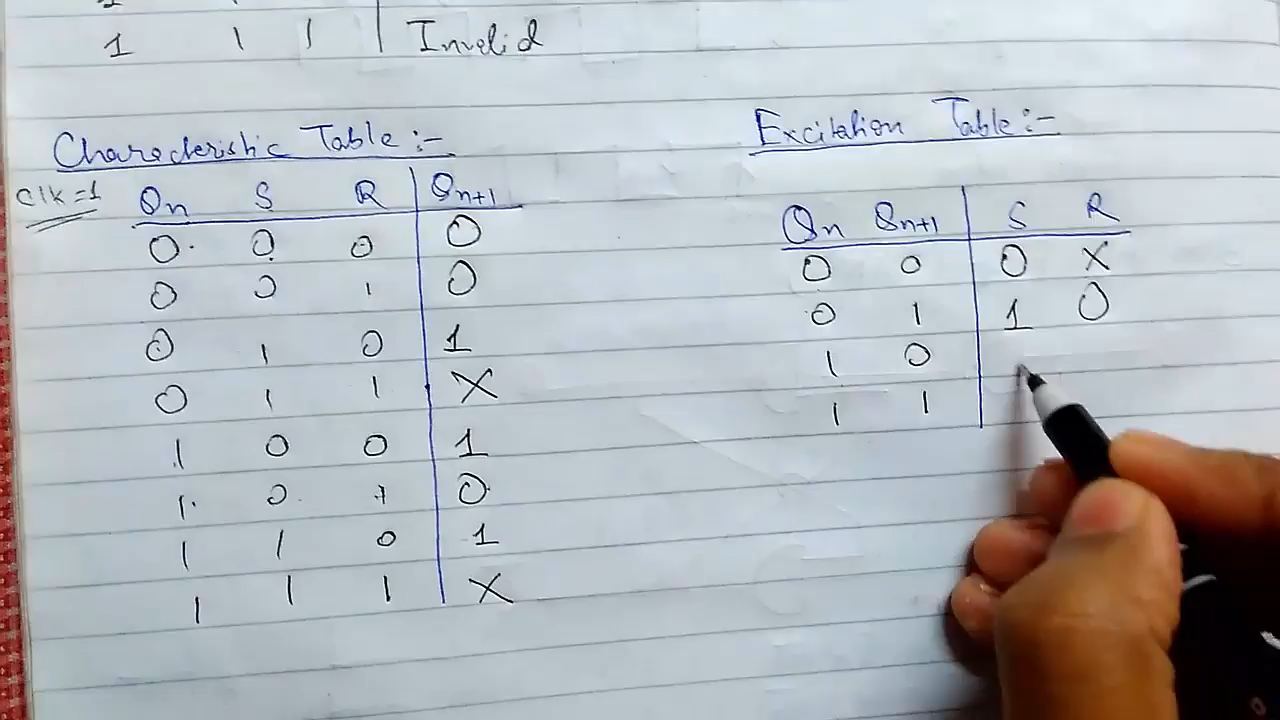 1 1 1 Invalid
Characteristic Table :-
Clk = 1
Qn S R Qn+1
0 0 0 0
0 0 1 0
0 1 0 1
0 1 1 X
1 0 0 1
1 0 1 0
1 1 0 1
1 1 1 X
Excitation Table :-
Qn Qn+1 S R
0 0 0 X
0 1 1 0
1 0
1 1